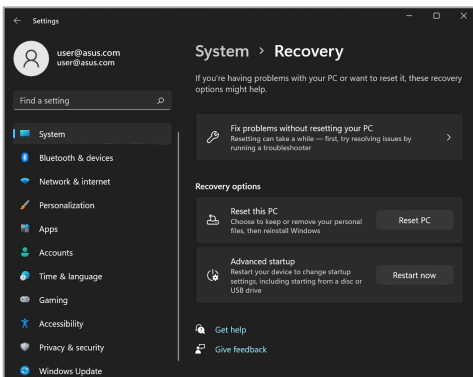 Settings
user@asus.com
user@asus.com
Find a setting
System
Bluetooth & devices
Network & internet
Personalization
Apps
Accounts
Time & language
Gaming
Accessibility
Privacy & security
Windows Update
System > Recovery
If you're having problems with your PC or want to reset it, these recovery
options might help.
Fix problems without resetting your PC
Resetting can take a while — first, try resolving issues by
running a troubleshooter
Recovery options
Reset this PC
Choose to keep or remove your personal
files, then reinstall Windows
Reset PC
Advanced startup
Restart your device to change startup
settings, including starting from a disc or
USB drive
Restart now
Get help
Give feedback